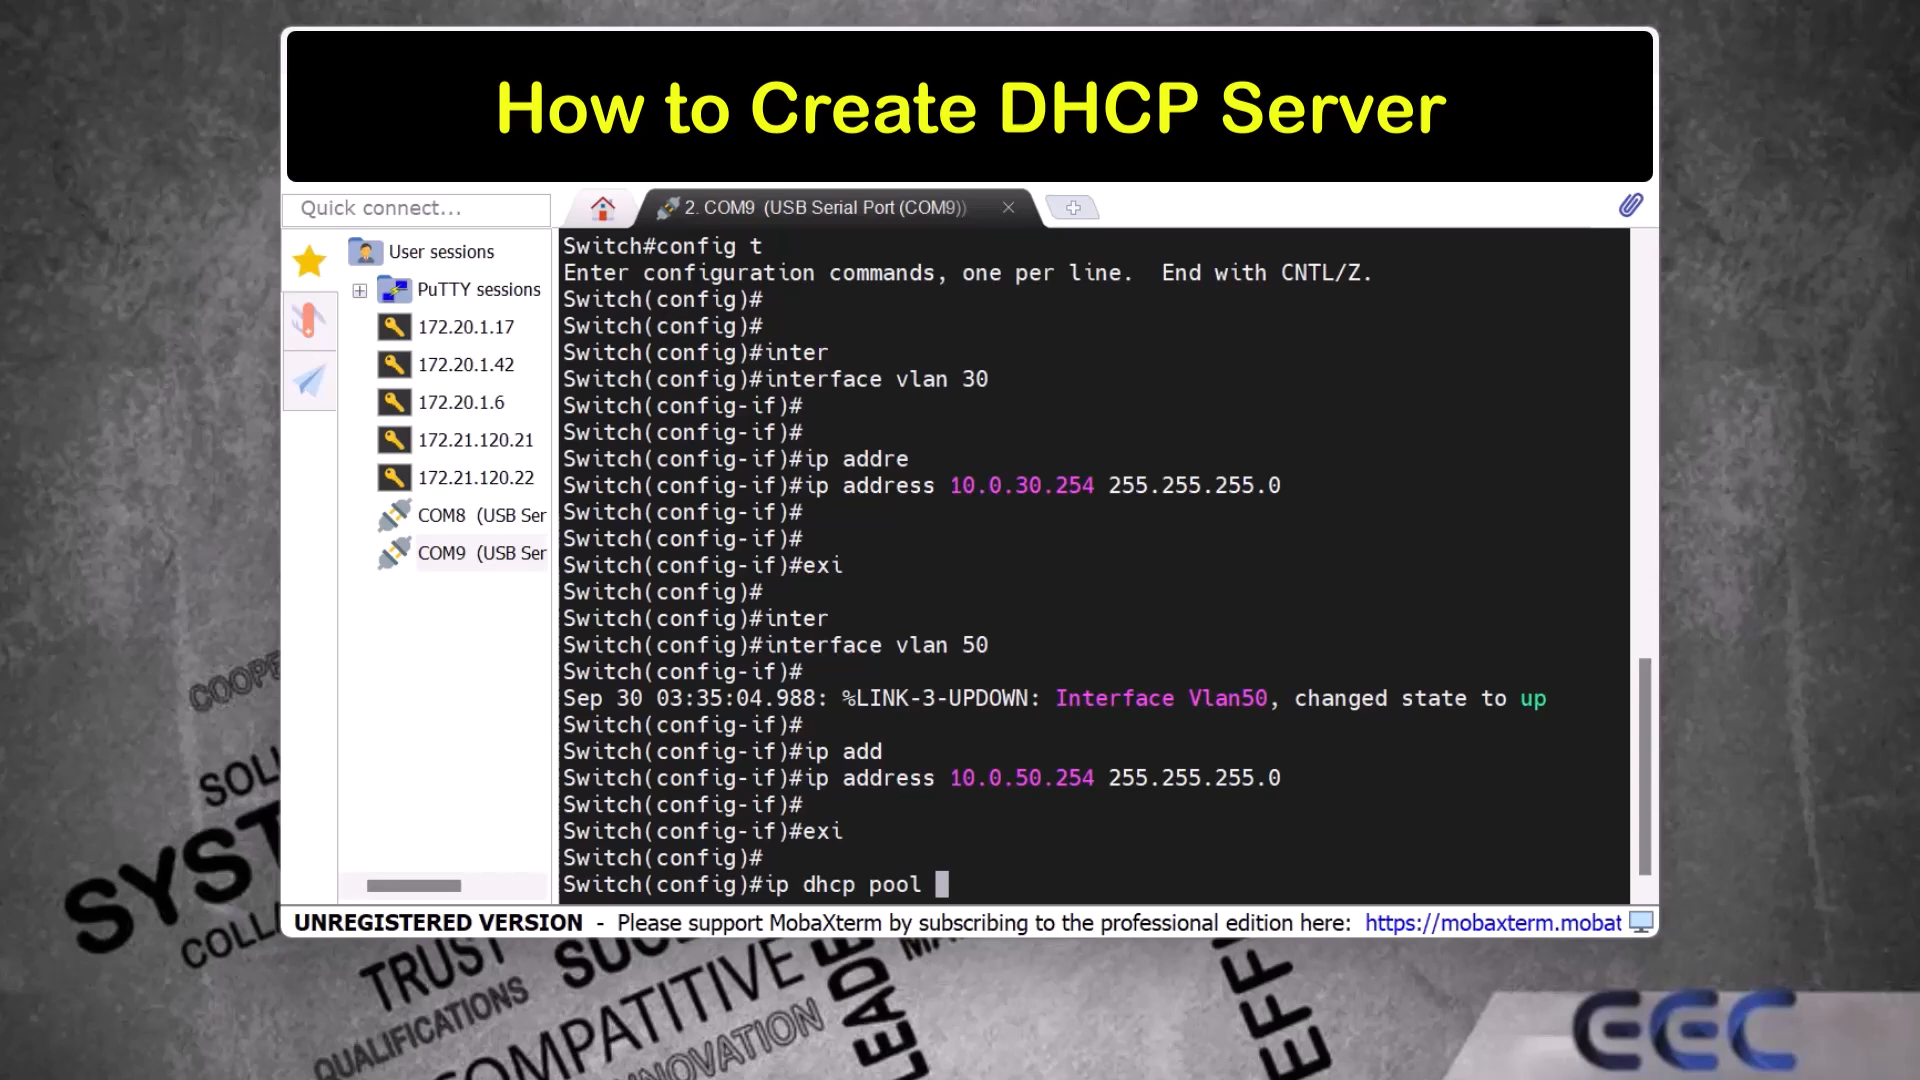 How to Create DHCP Server
Quick connect...
2. COM9 (USB Serial Port (COM9))
User sessions
PuTTY sessions
172.20.1.17
172.20.1.42
172.20.1.6
172.21.120.21
172.21.120.22
COM8 (USB Ser
COM9 (USB Ser
Switch#config t
Enter configuration commands, one per line. End with CNTL/Z.
Switch(config)#
Switch(config)#
Switch(config)#inter
Switch(config)#interface vlan 30
Switch(config-if)#
Switch(config-if)#
Switch(config-if)#ip addre
Switch(config-if)#ip address 10.0.30.254 255.255.255.0
Switch(config-if)#
Switch(config-if)#
Switch(config-if)#exi
Switch(config)#
Switch(config)#inter
Switch(config)#interface vlan 50
Switch(config-if)#
Sep 30 03:35:04.988: %LINK-3-UPDOWN: Interface Vlan50, changed state to up
Switch(config-if)#
Switch(config-if)#ip add
Switch(config-if)#ip address 10.0.50.254 255.255.255.0
Switch(config-if)#
Switch(config-if)#exi
Switch(config)#
Switch(config)#ip dhcp pool
UNREGISTERED VERSION - Please support MobaXterm by subscribing to the professional edition here: https://mobaxterm.mobat
COOPE
SOLU
SYST
COLLA
TRUST
SUC
QUALIFICATIONS
COMPATITIVE
INNOVATION
LEADE
EFF
EEC